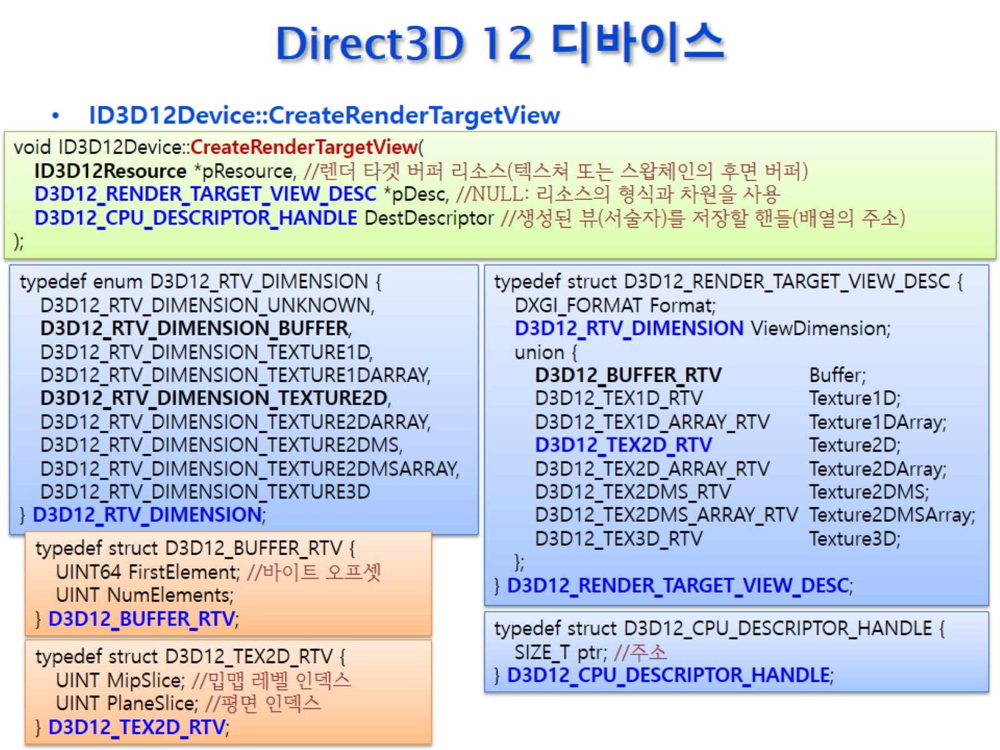 Direct3D 12 디바이스
• ID3D12Device::CreateRenderTargetView
void ID3D12Device::CreateRenderTargetView(
ID3D12Resource *pResource, //렌더 타겟 버퍼 리소스(텍스쳐 또는 스왑체인의 후면 버퍼)
D3D12_RENDER_TARGET_VIEW_DESC *pDesc, //NULL: 리소스의 형식과 차원을 사용
D3D12_CPU_DESCRIPTOR_HANDLE DestDescriptor //생성된 뷰(서술자)를 저장할 핸들(배열의 주소)
);
typedef enum D3D12_RTV_DIMENSION {
D3D12_RTV_DIMENSION_UNKNOWN,
D3D12_RTV_DIMENSION_BUFFER,
D3D12_RTV_DIMENSION_TEXTURE1D,
D3D12_RTV_DIMENSION_TEXTURE1DARRAY,
D3D12_RTV_DIMENSION_TEXTURE2D,
D3D12_RTV_DIMENSION_TEXTURE2DARRAY,
D3D12_RTV_DIMENSION_TEXTURE2DMS,
D3D12_RTV_DIMENSION_TEXTURE2DMSARRAY,
D3D12_RTV_DIMENSION_TEXTURE3D
} D3D12_RTV_DIMENSION;
typedef struct D3D12_BUFFER_RTV {
UINT64 FirstElement; //바이트 오프셋
UINT NumElements;
} D3D12_BUFFER_RTV;
typedef struct D3D12_TEX2D_RTV {
UINT MipSlice; //밉맵 레벨 인덱스
UINT PlaneSlice; //평면 인덱스
} D3D12_TEX2D_RTV;
typedef struct D3D12_RENDER_TARGET_VIEW_DESC {
DXGI_FORMAT Format;
D3D12_RTV_DIMENSION ViewDimension;
union {
D3D12_BUFFER_RTV Buffer;
D3D12_TEX1D_RTV Texture1D;
D3D12_TEX1D_ARRAY_RTV Texture1DArray;
D3D12_TEX2D_RTV Texture2D;
D3D12_TEX2D_ARRAY_RTV Texture2DArray;
D3D12_TEX2DMS_RTV Texture2DMS;
D3D12_TEX2DMS_ARRAY_RTV Texture2DMSArray;
D3D12_TEX3D_RTV Texture3D;
};
} D3D12_RENDER_TARGET_VIEW_DESC;
typedef struct D3D12_CPU_DESCRIPTOR_HANDLE {
SIZE_T ptr; //주소
} D3D12_CPU_DESCRIPTOR_HANDLE;